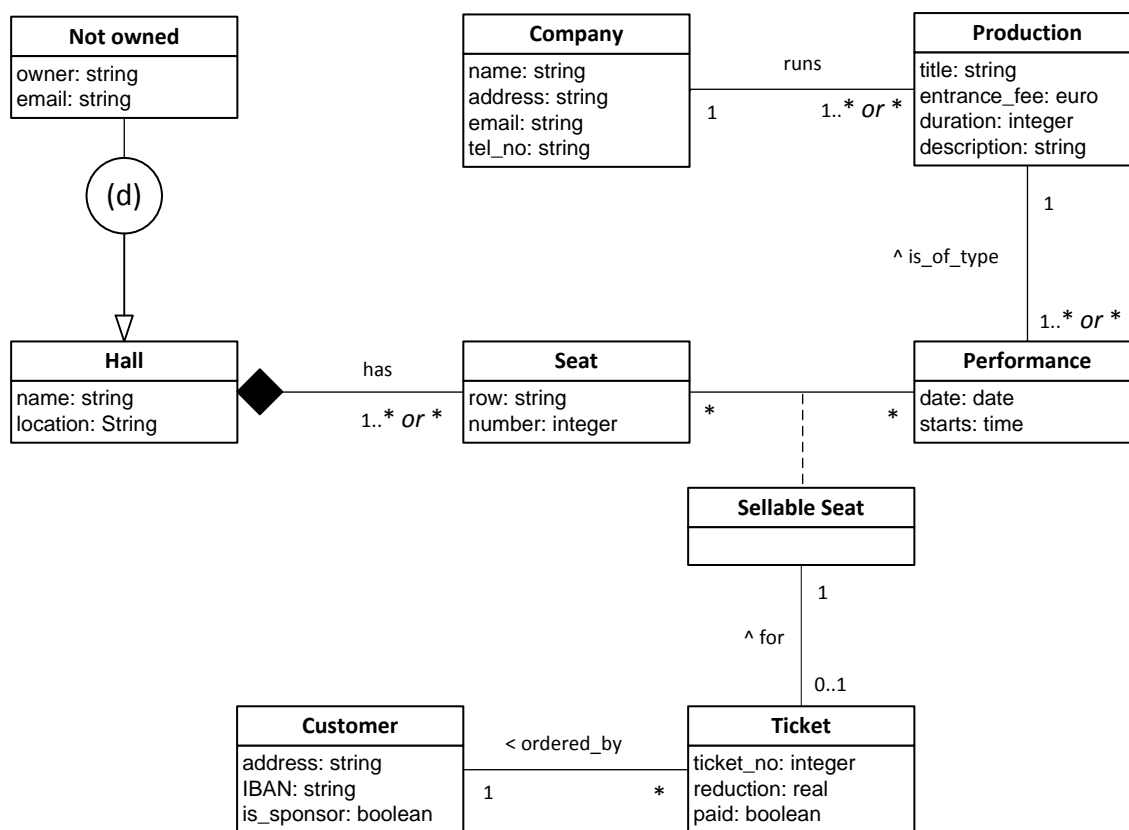 Not owned
owner: string
email: string
Company
name: string
address: string
email: string
tel_no: string
runs
1
1..* or *
Production
title: string
entrance_fee: euro
duration: integer
description: string
(d)
1
^ is_of_type
1..* or *
Hall
name: string
location: String
has
1..* or *
Seat
row: string
number: integer
*
*
Performance
date: date
starts: time
Sellable Seat
1
^ for
0..1
Customer
address: string
IBAN: string
is_sponsor: boolean
< ordered_by
1
*
Ticket
ticket_no: integer
reduction: real
paid: boolean